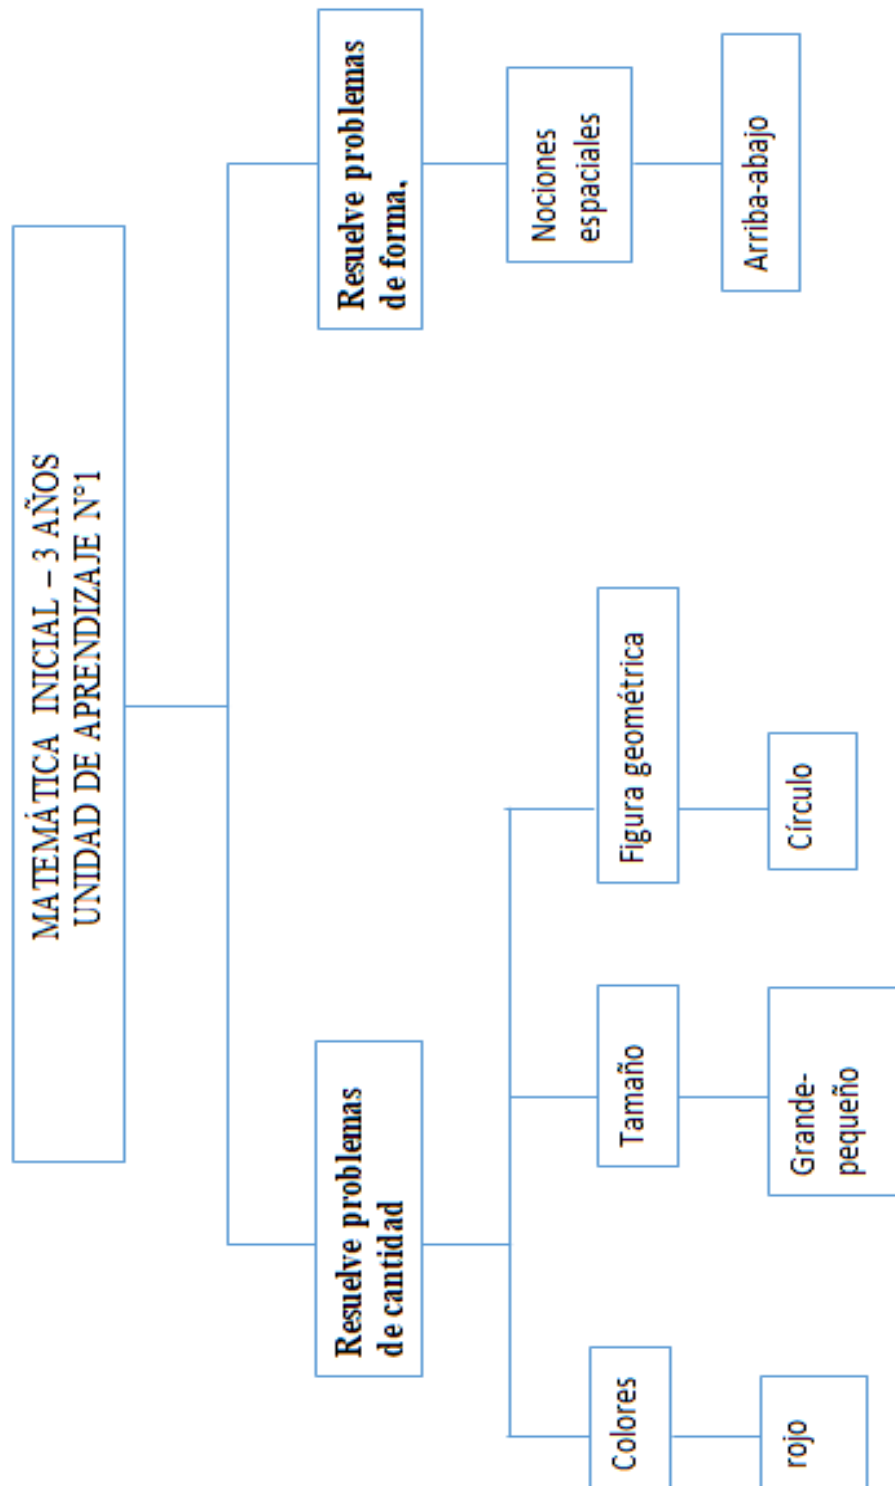 MATEMÁTICA INICIAL – 3 AÑOS
UNIDAD DE APRENDIZAJE N°1
Resuelve problemas
de cantidad
Resuelve problemas
de forma,
Colores
Tamaño
Figura geométrica
Nociones
espaciales
rojo
Grande-
pequeño
Círculo
Arriba-abajo